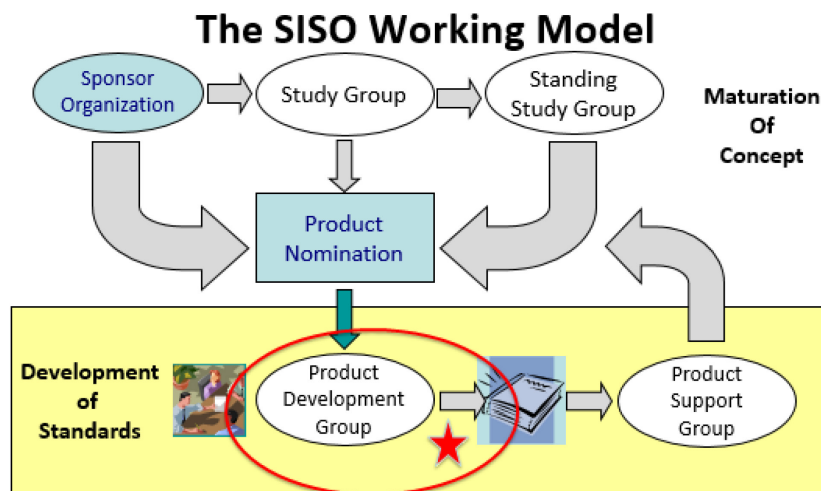 The SISO Working Model
Sponsor
Organization
Study Group
Standing
Study Group
Maturation
Of
Concept
Product
Nomination
Development
of
Standards
Product
Development
Group
Product
Support
Group